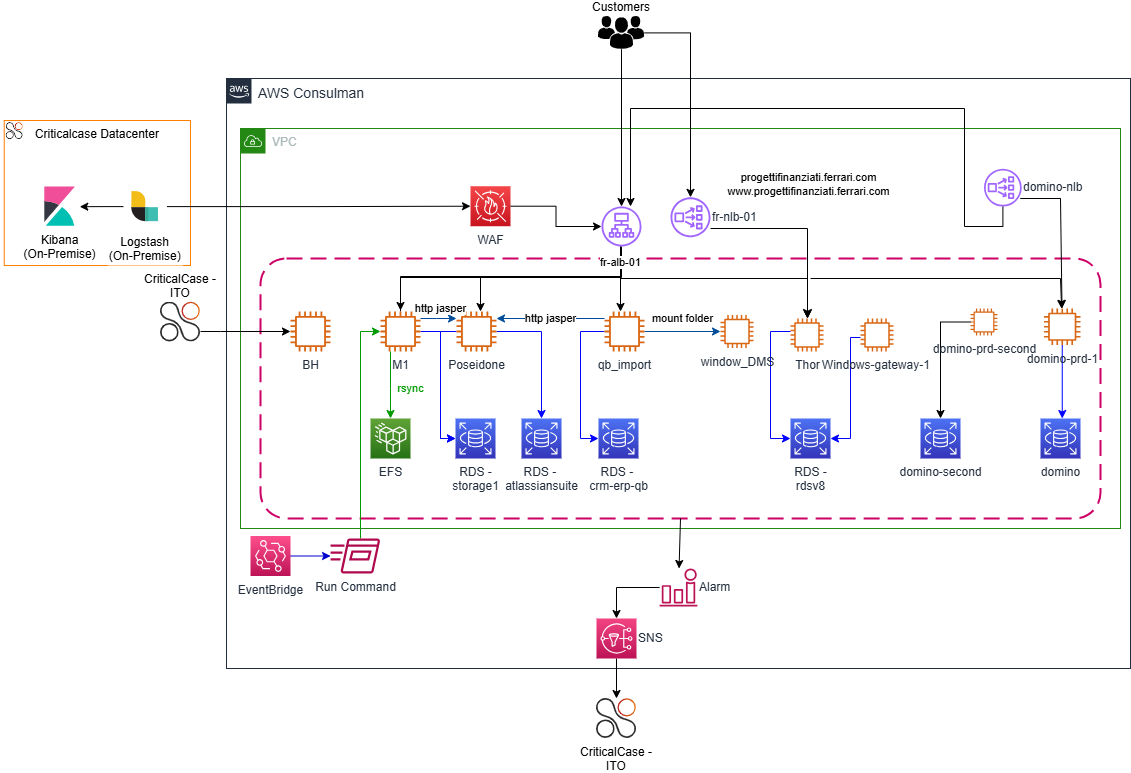 Customers
aws
AWS Consulman
Criticalcase Datacenter
VPC
progettifinanziati.ferrari.com
www.progettifinanziati.ferrari.com
domino-nlb
fr-nlb-01
Kibana
(On-Premise)
Logstash
(On-Premise)
WAF
'fr-alb-01
CriticalCase -
ITO
http jasper
http jasper
mount folder
BH
M1
Poseidone
qb_import
window_DMS
Thor
Windows-gateway-1
domino-prd-second
domino-prd-1
rsync
EFS
RDS -
storage1
RDS -
atlassiansuite
RDS -
crm-erp-qb
RDS -
rdsv8
domino-second
domino
EventBridge
Run Command
Alarm
SNS
CriticalCase -
ITO